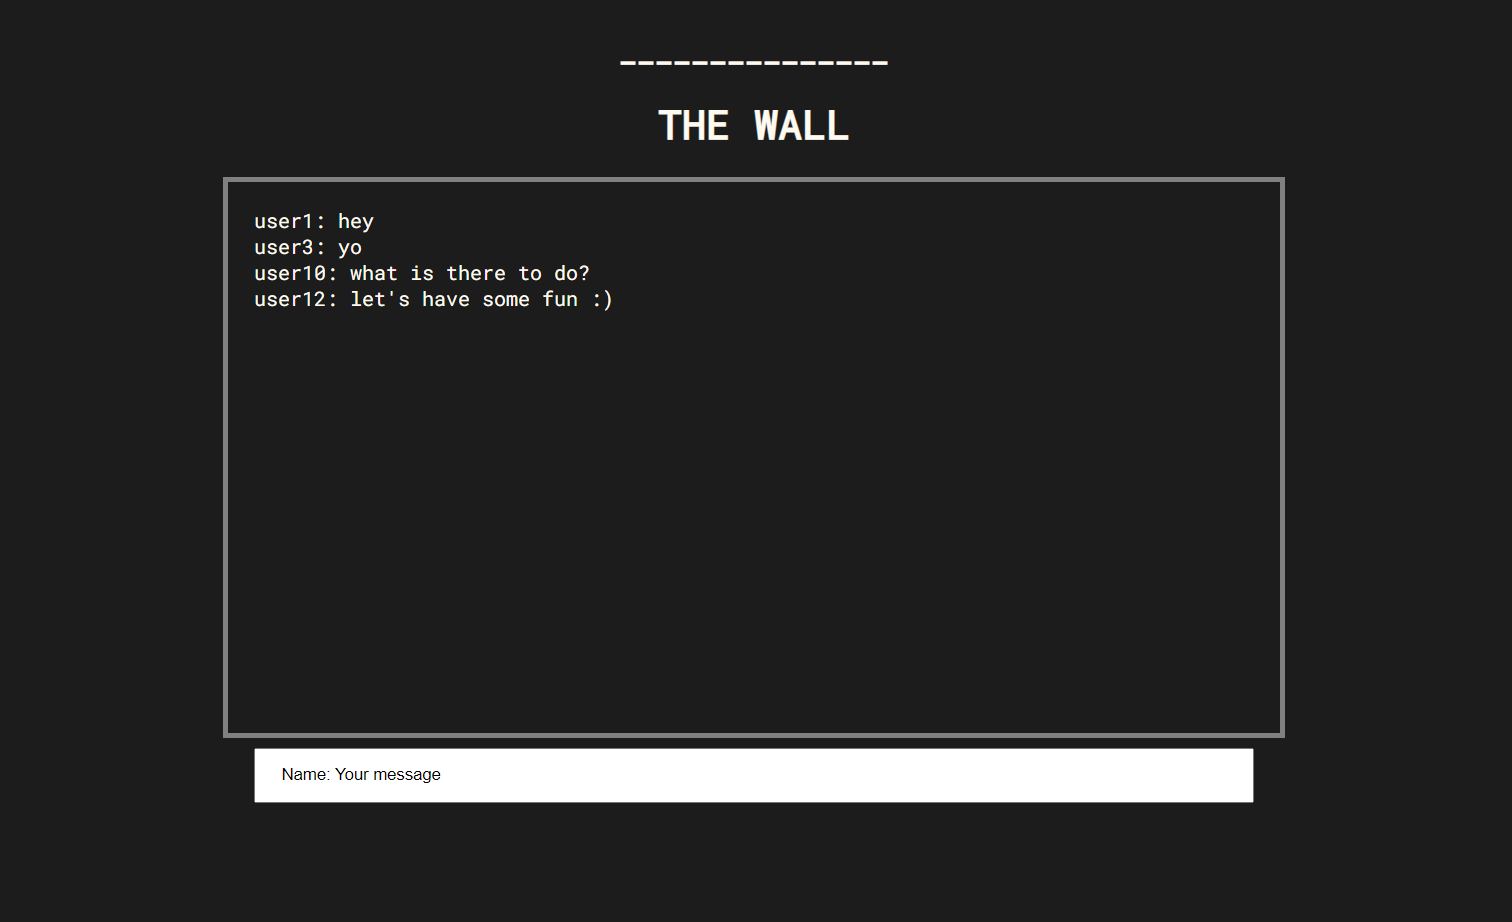 ---------------
THE WALL
user1: hey
user3: yo
user10: what is there to do?
user12: let's have some fun :)
Name: Your message